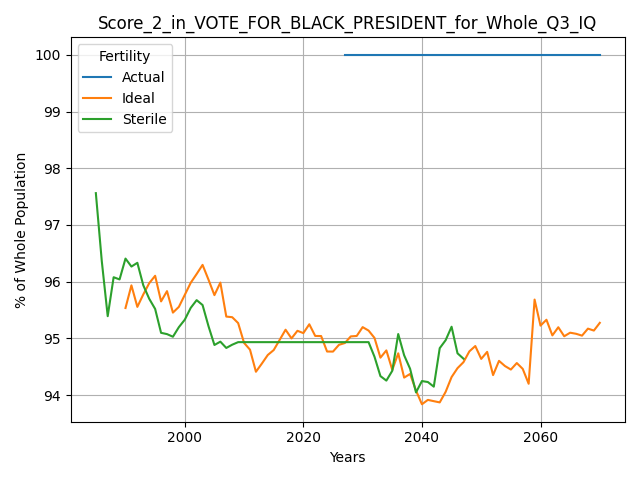 Score_2_in_VOTE_FOR_BLACK_PRESIDENT_for_Whole_Q3_IQ
Fertility
Actual
Ideal
Sterile
100
99
98
97
96
95
94
% of Whole Population
2000
2020
2040
2060
Years